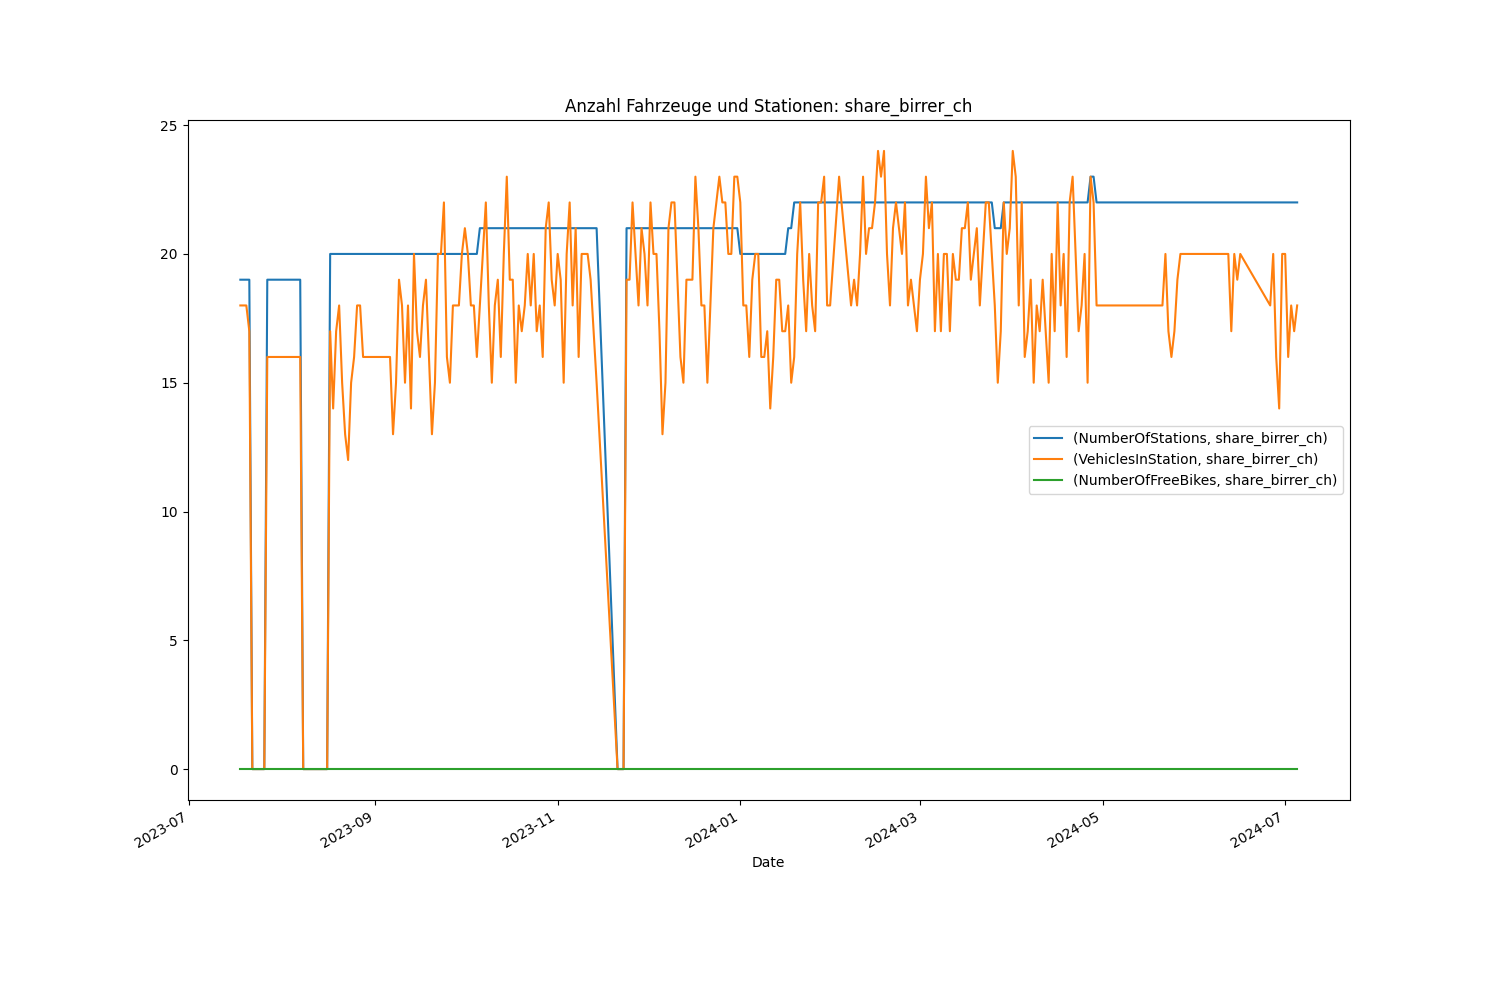 Anzahl Fahrzeuge und Stationen: share_birrer_ch
25
20
15
10
5
0
(NumberOfStations, share_birrer_ch)
(VehiclesInStation, share_birrer_ch)
(NumberOfFreeBikes, share_birrer_ch)
2023-07
2023-09
2023-11
2024-01
2024-03
2024-05
2024-07
Date